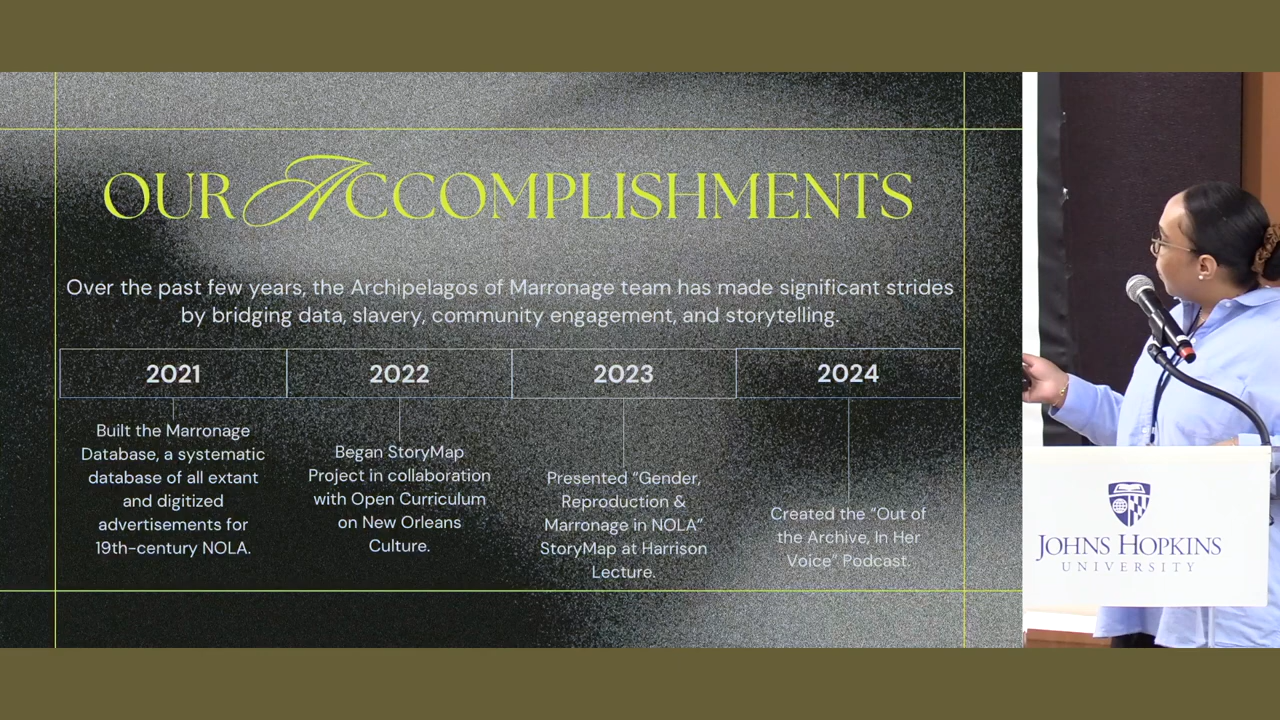 OUR ACCOMPLISHMENTS
Over the past few years, the Archipelagos of Marronage team has made significant strides
by bridging data, slavery, community engagement, and storytelling.
2021
Built the Marronage
Database, a systematic
database of all extant
and digitized
advertisements for
19th-century NOLA.
2022
Began StoryMap
Project in collaboration
with Open Curriculum
on New Orleans
Culture.
2023
Presented “Gender,
Reproduction &
Marronage in NOLA”
StoryMap at Harrison
Lecture.
2024
Created the “Out of
the Archive, In Her
Voice” Podcast.
JOHNS HOPKINS
UNIVERSITY